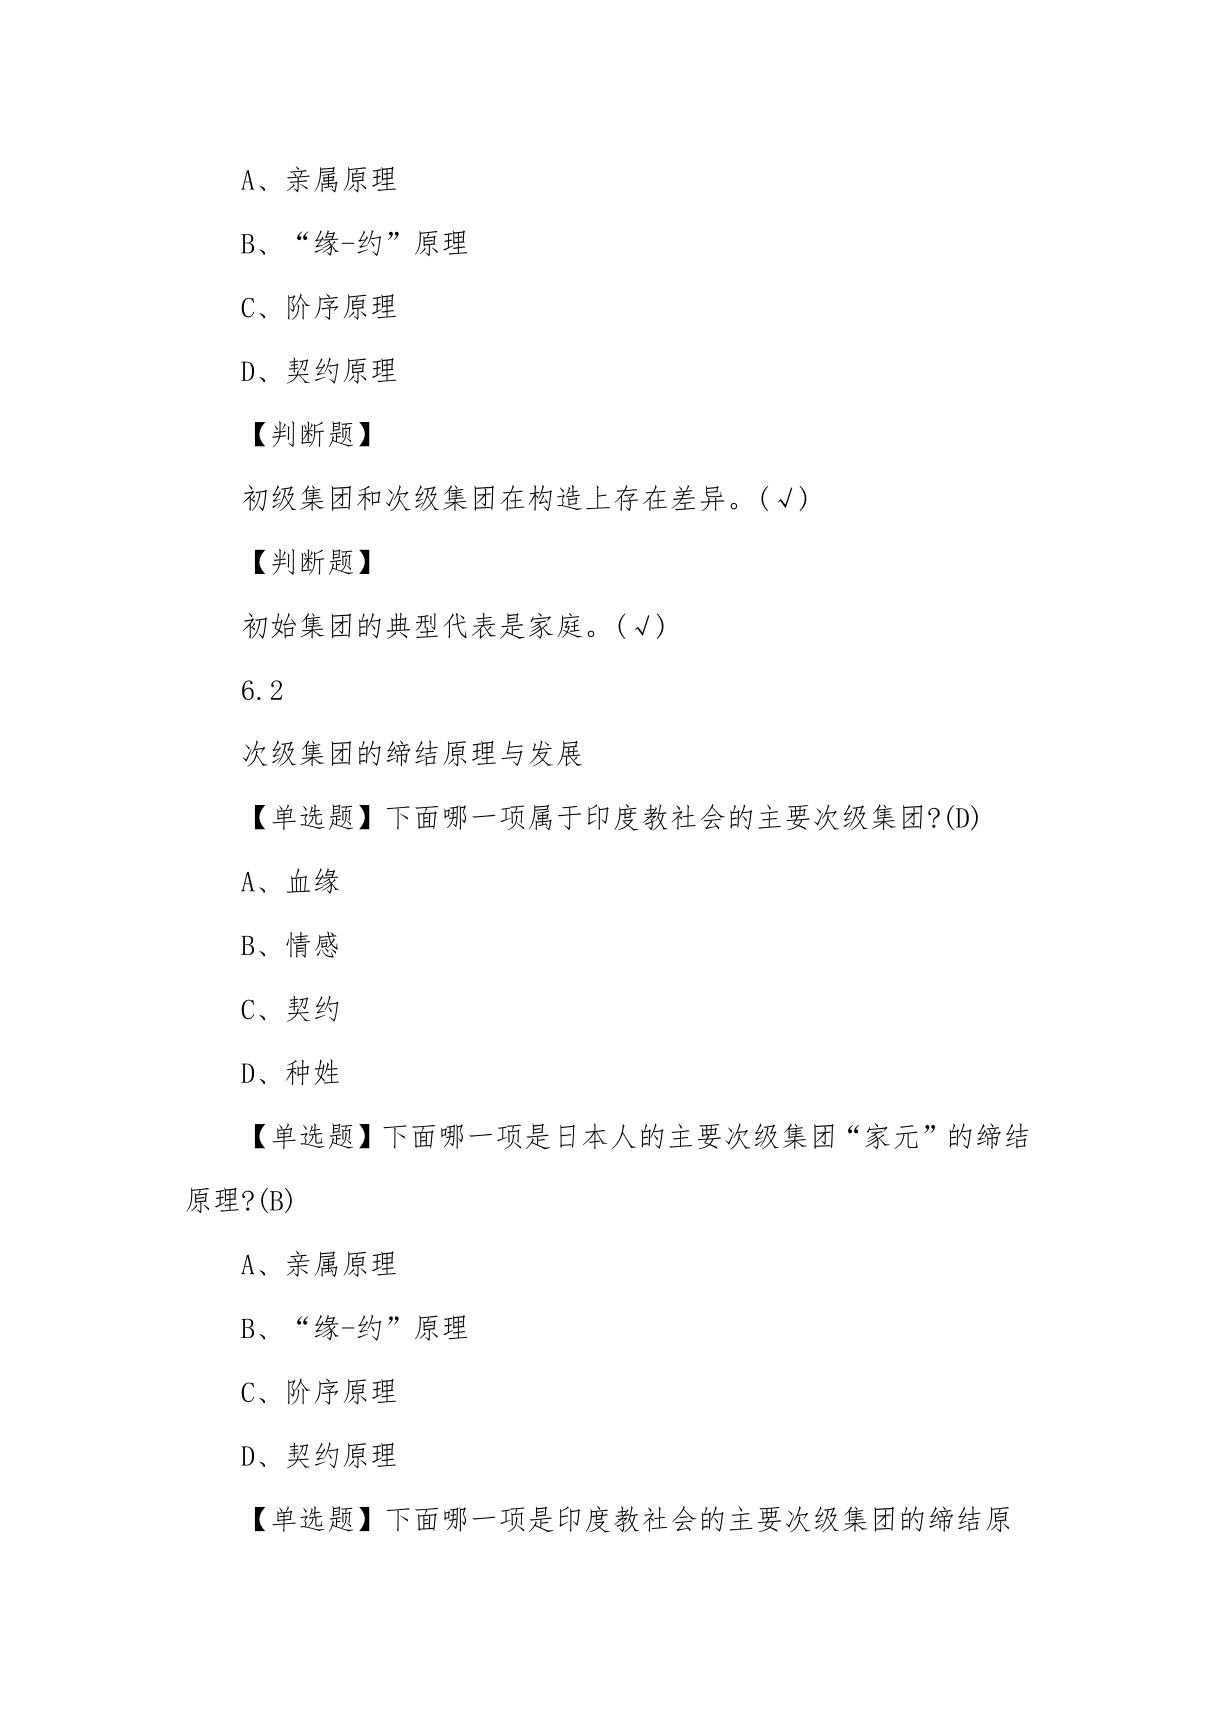 A、亲属原理
B、“缘-约”原理
C、阶序原理
D、契约原理
【判断题】
初级集团和次级集团在构造上存在差异。(√)
【判断题】
初始集团的典型代表是家庭。(√)
6.2
次级集团的缔结原理与发展
【单选题】下面哪一项属于印度教社会的主要次级集团?(D)
A、血缘
B、情感
C、契约
D、种姓
【单选题】下面哪一项是日本人的主要次级集团“家元”的缔结
原理?(B)
A、亲属原理
B、“缘-约”原理
C、阶序原理
D、契约原理
【单选题】下面哪一项是印度教社会的主要次级集团的缔结原